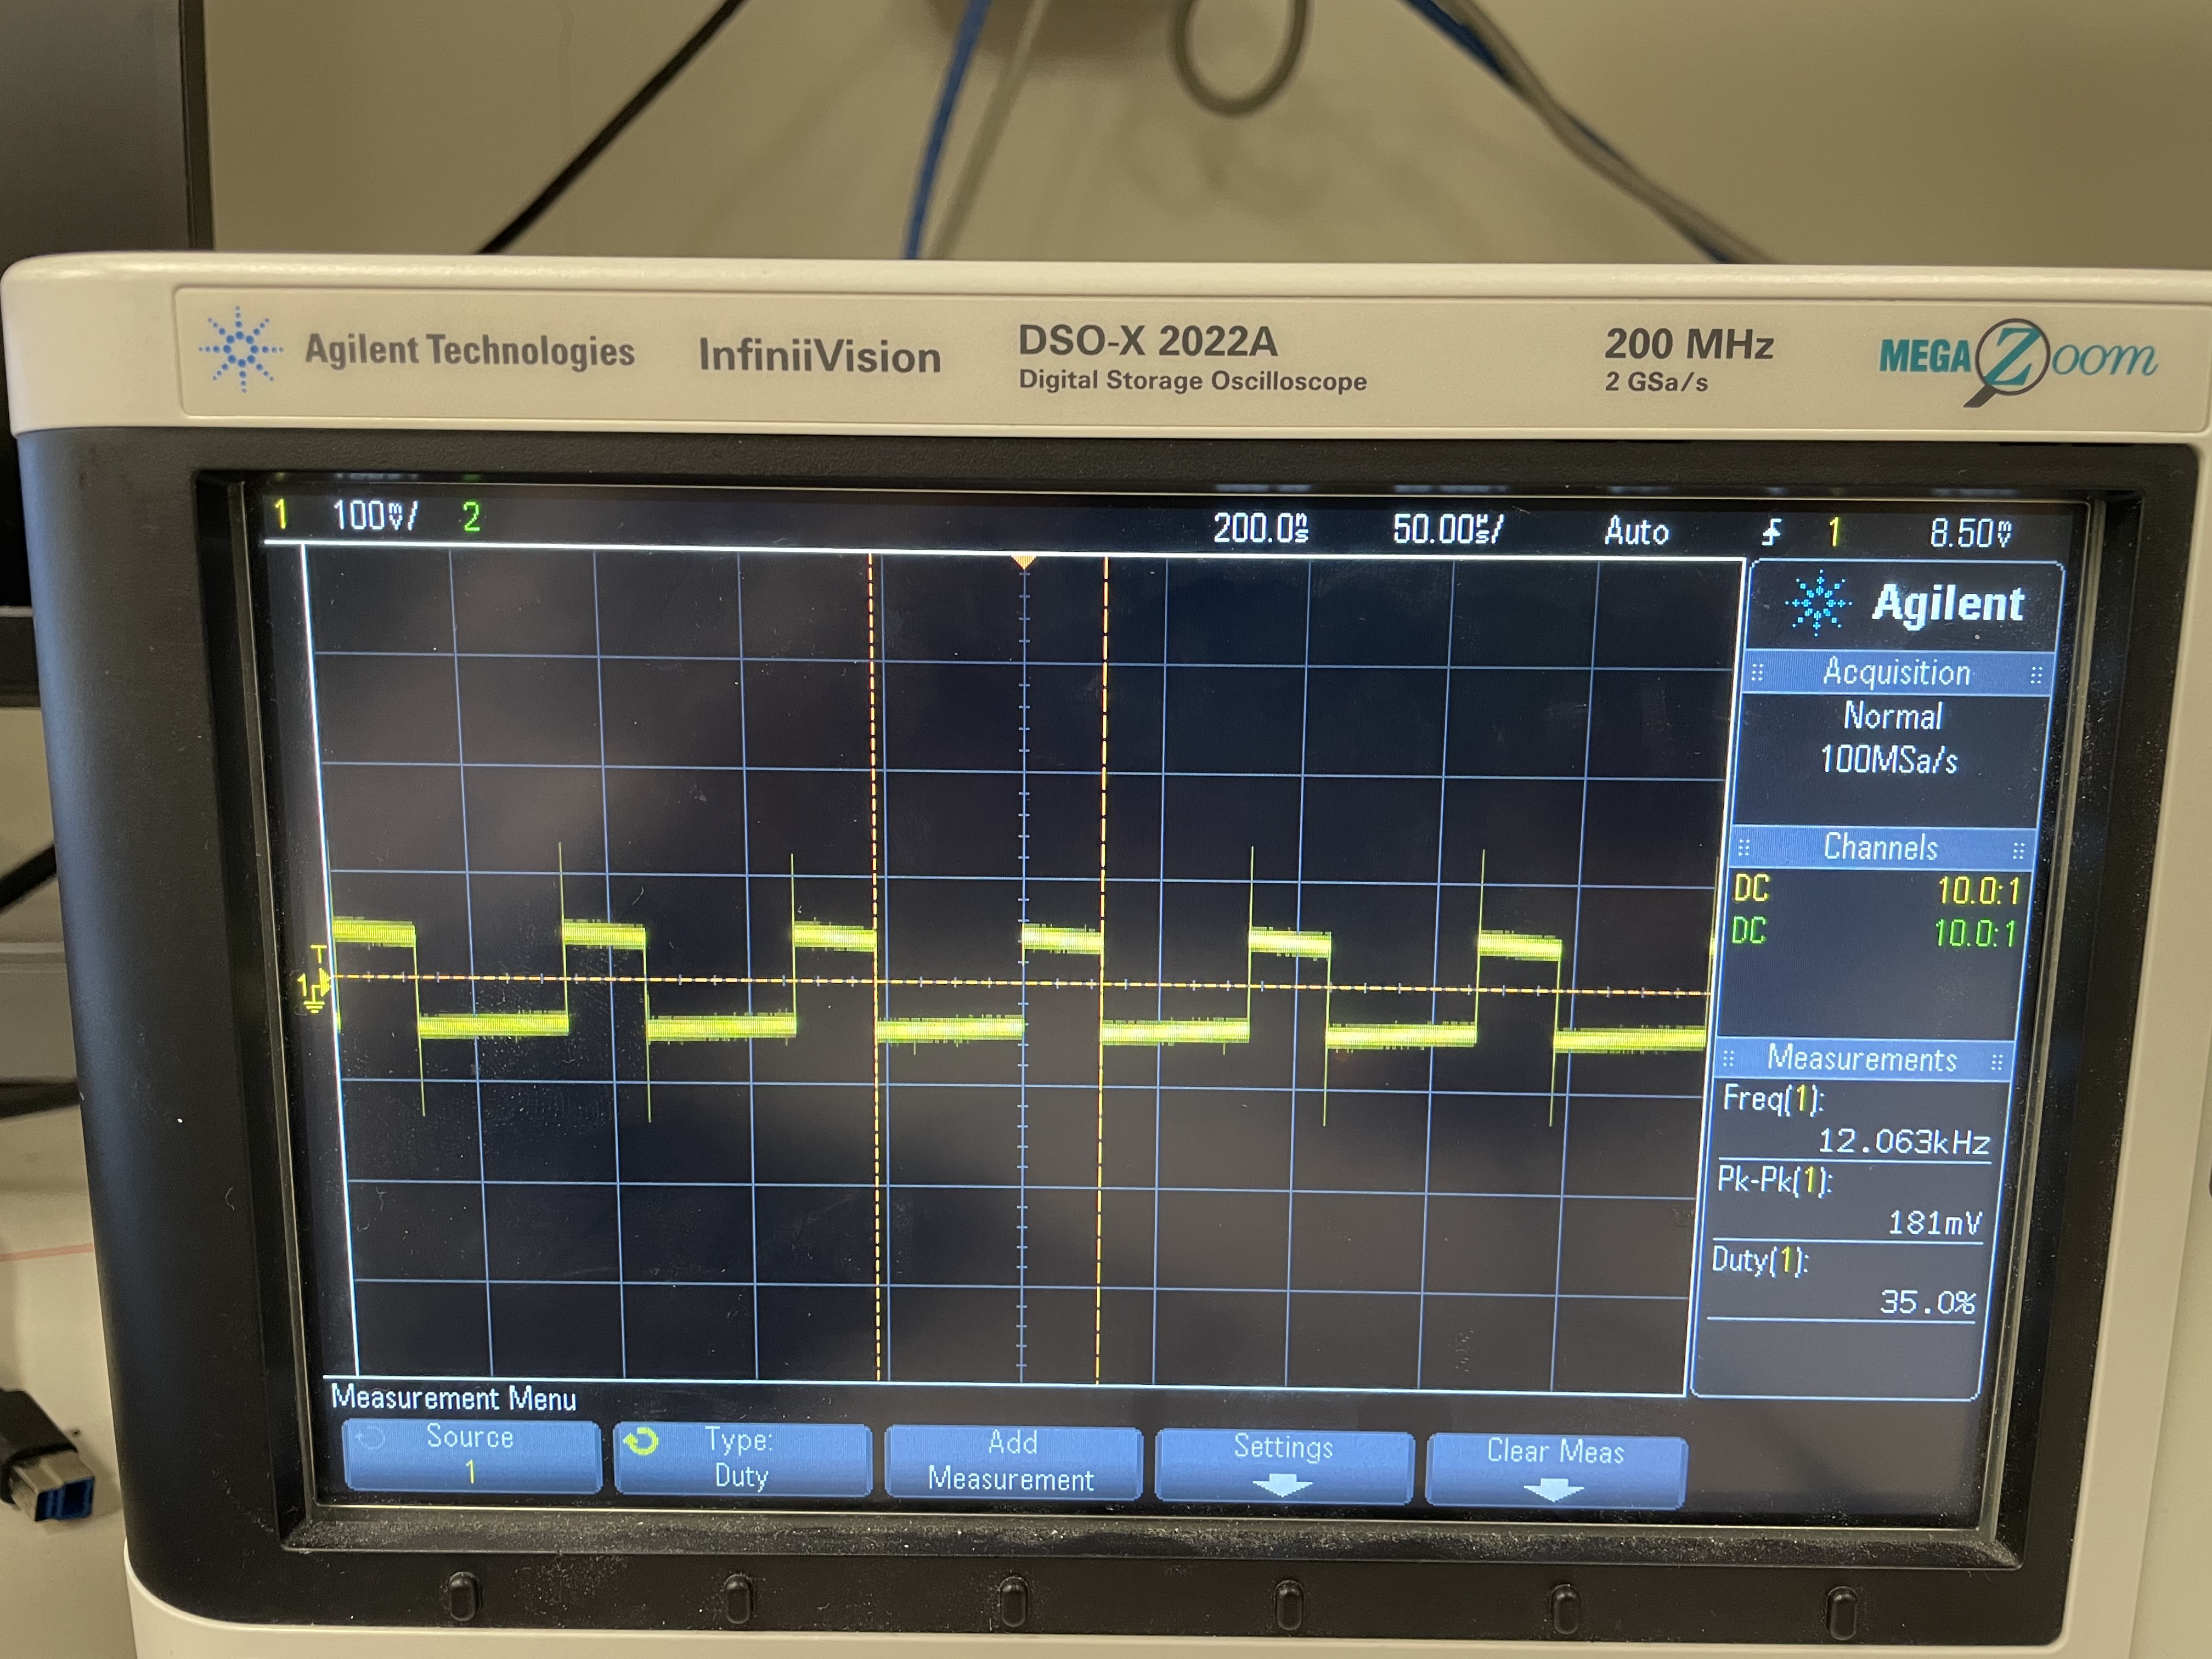 Agilent Technologies InfiniiVision DSO-X 2022A 200 MHz MEGA Zoom
Digital Storage Oscilloscope 2 GSa/s
1 100mV/ 2 200.0ns 50.00us/ Auto 1 8.50mV
Agilent
Acquisition
Normal
100MSa/s
Channels
DC 10.0:1
DC 10.0:1
T
1
Measurements
Freq(1):
12.063kHz
Pk-Pk(1):
181mV
Duty(1):
35.0%
Measurement Menu
Source
1
Type:
Duty
Add
Measurement
Settings
Clear Meas